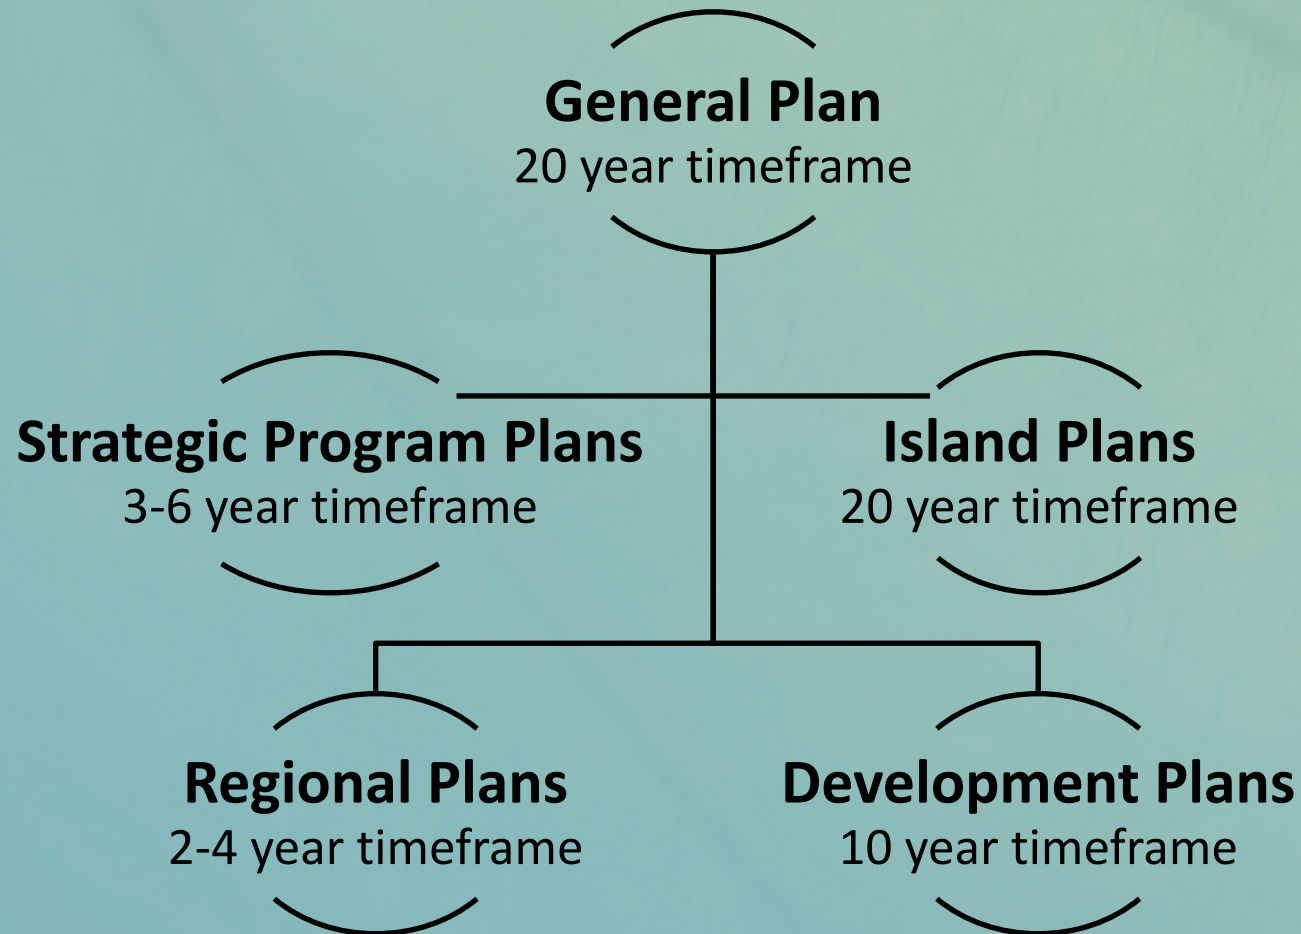 General Plan
20 year timeframe
Strategic Program Plans
3-6 year timeframe
Island Plans
20 year timeframe
Regional Plans
2-4 year timeframe
Development Plans
10 year timeframe